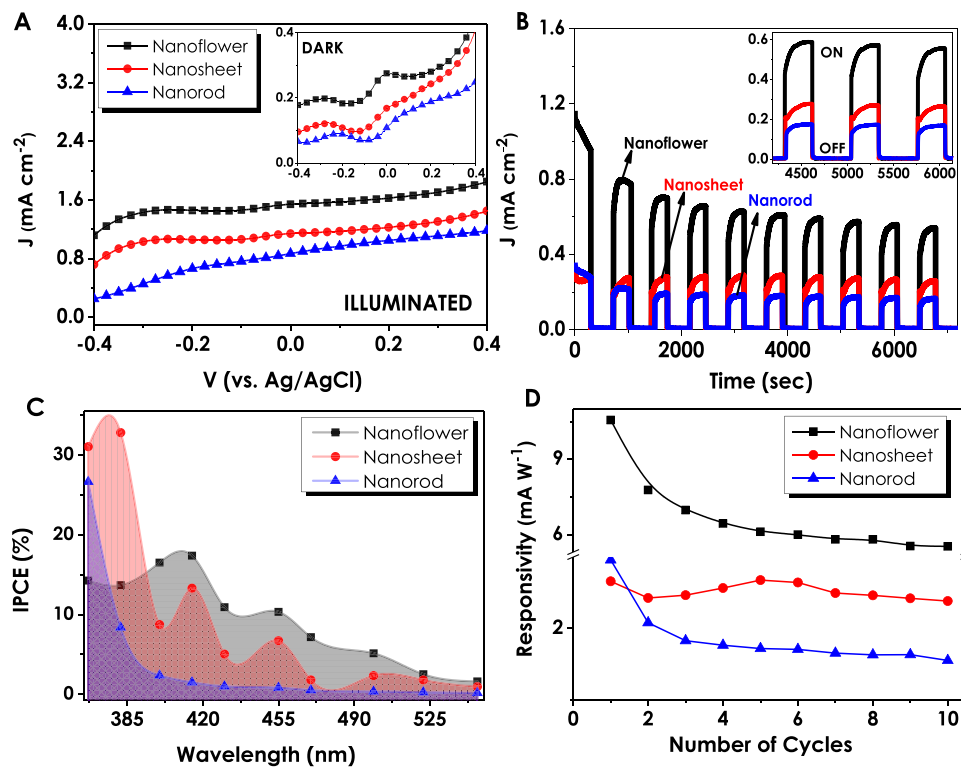 A
4.0
3.2
2.4
1.6
0.8
0.0
J (mA cm-2)
Nanoflower
Nanosheet
Nanorod
DARK
0.4
0.2
0.0
-0.4 -0.2 0.0 0.2 0.4
ILLUMINATED
-0.4 -0.2 0.0 0.2 0.4
V (vs. Ag/AgCl)
B
1.6
1.2
0.8
0.4
0.0
J (mA cm-2)
0.6
0.4
0.2
0.0
ON
OFF
4500 5000 5500 6000
Nanoflower
Nanosheet
Nanorod
0 2000 4000 6000
Time (sec)
C
30
20
10
0
IPCE (%)
Nanoflower
Nanosheet
Nanorod
385 420 455 490 525
Wavelength (nm)
D
9
6
2
Responsivity (mA W-1)
Nanoflower
Nanosheet
Nanorod
0 2 4 6 8 10
Number of Cycles